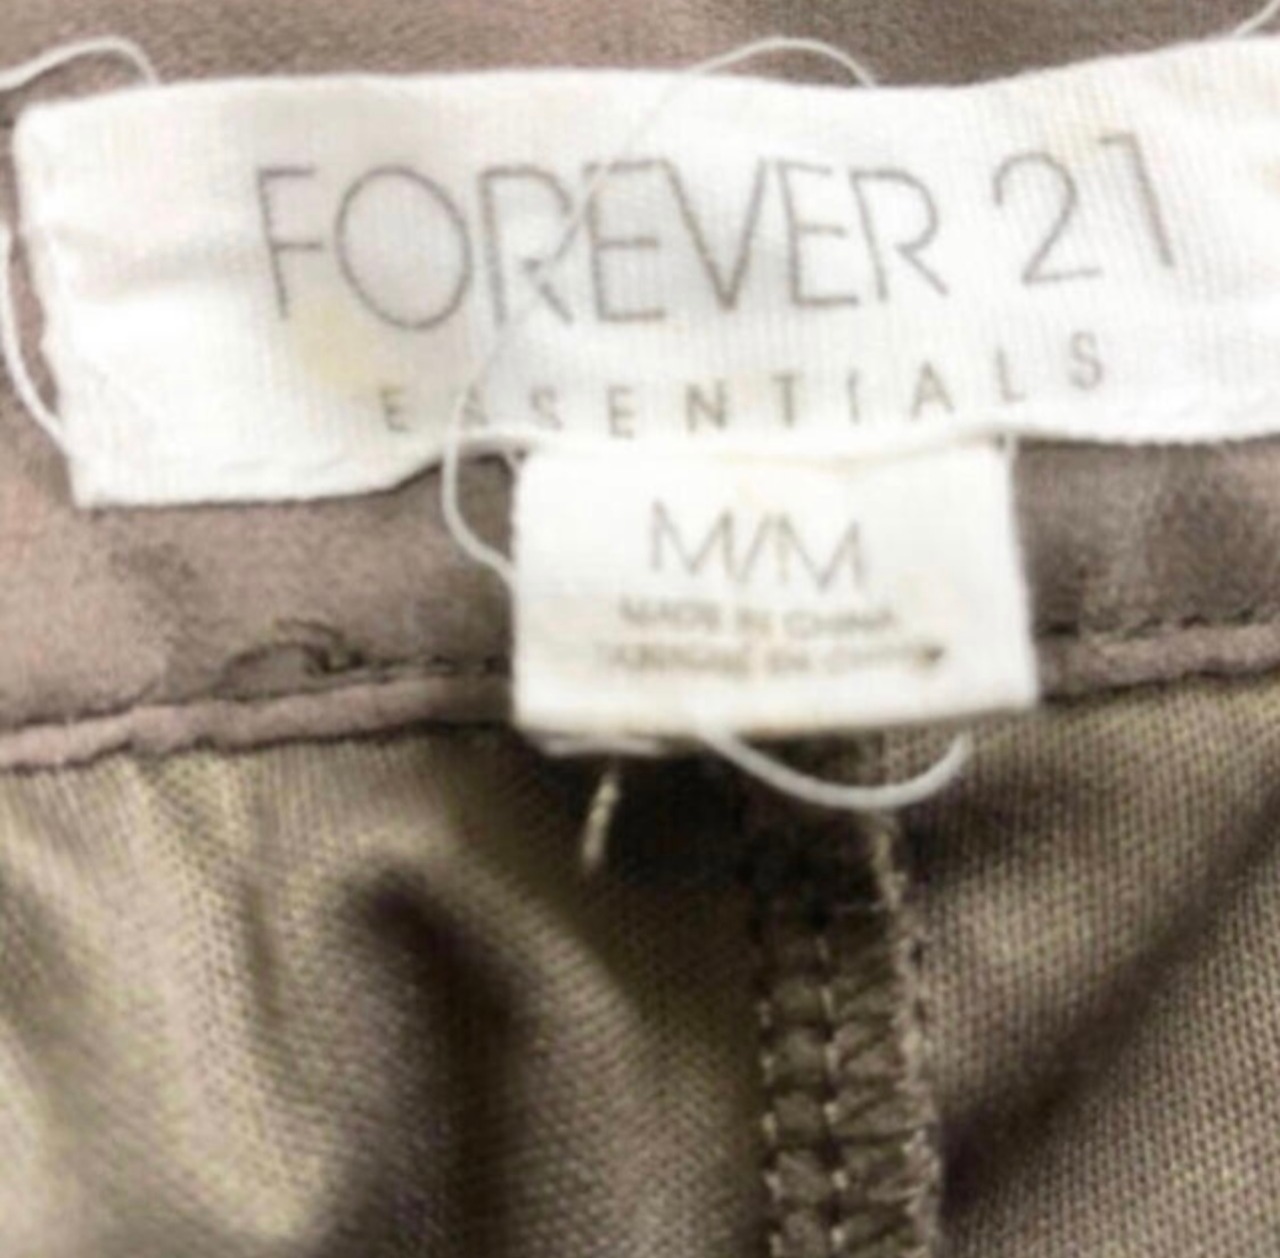 FOREVER 21
ESSENTIALS
M/M
MADE IN CHINA